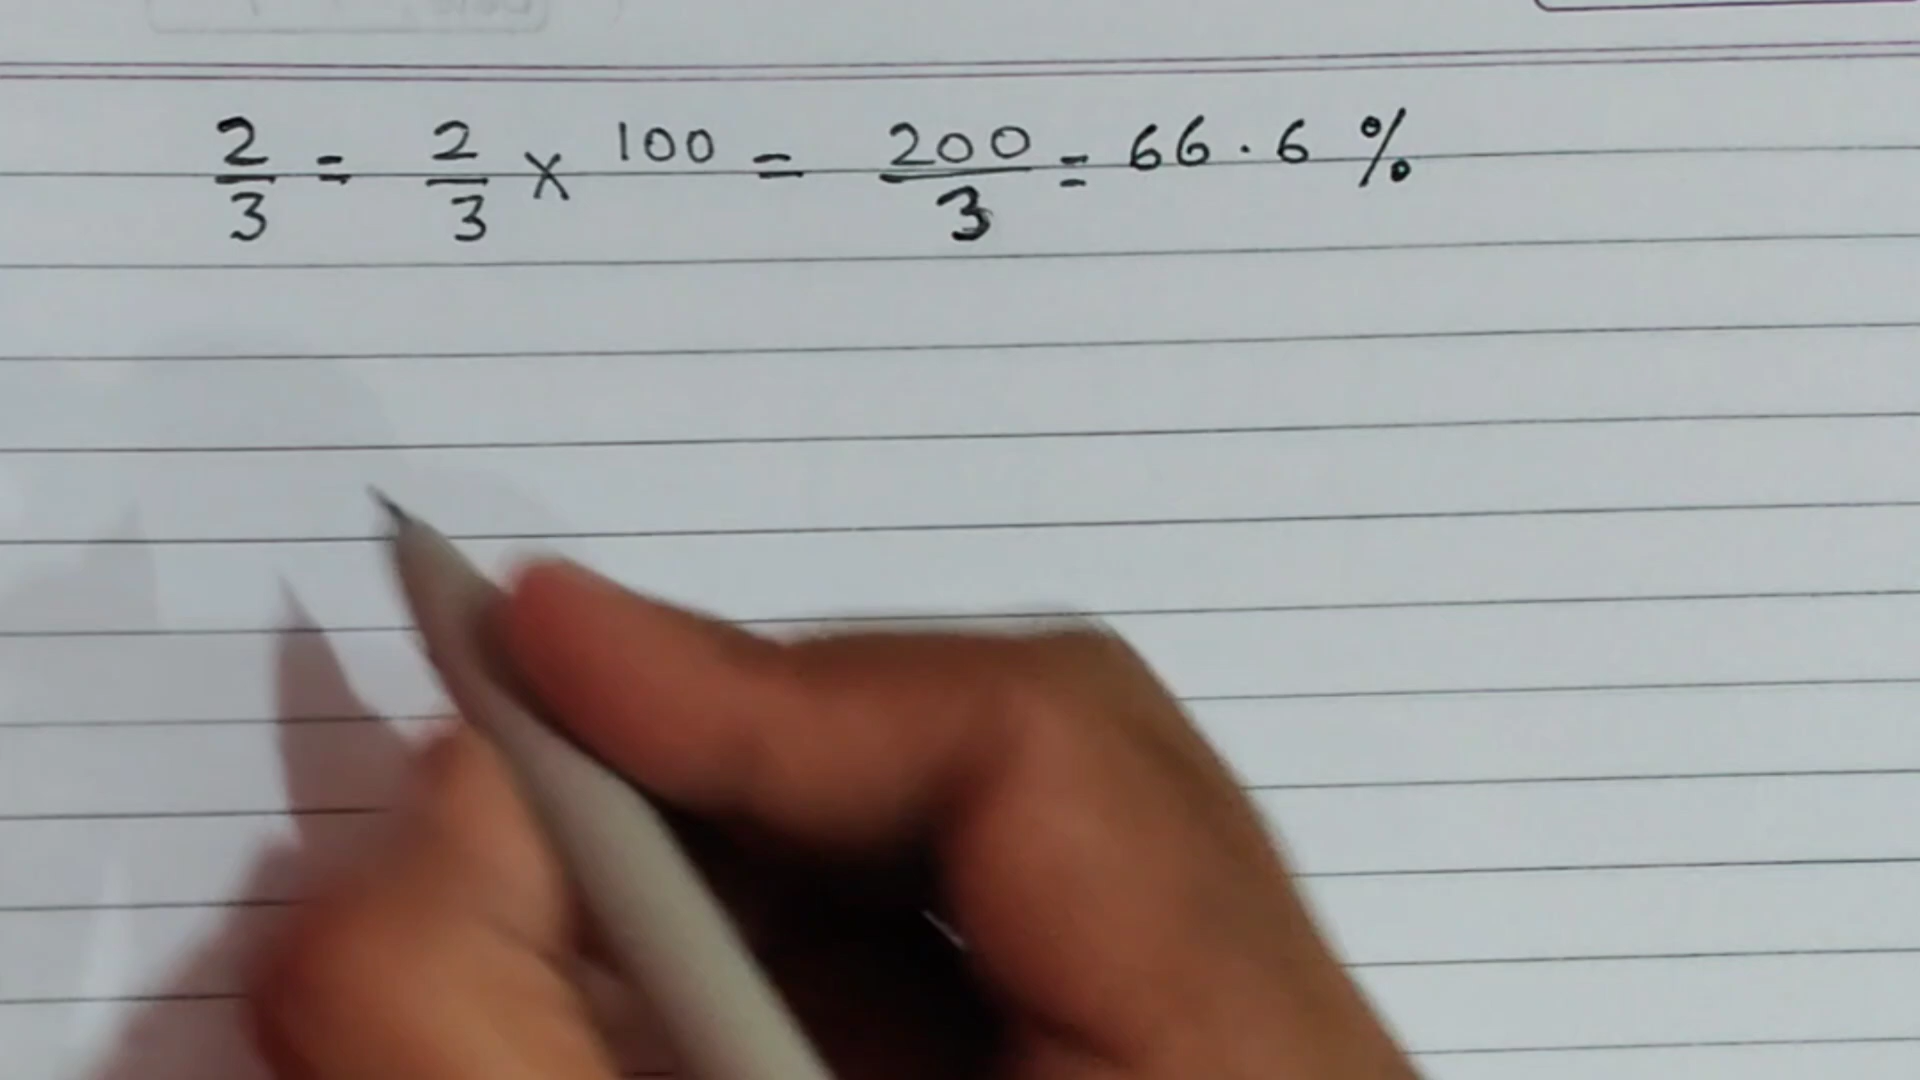 2/3 = 2/3 × 100 = 200/3 = 66.6 %